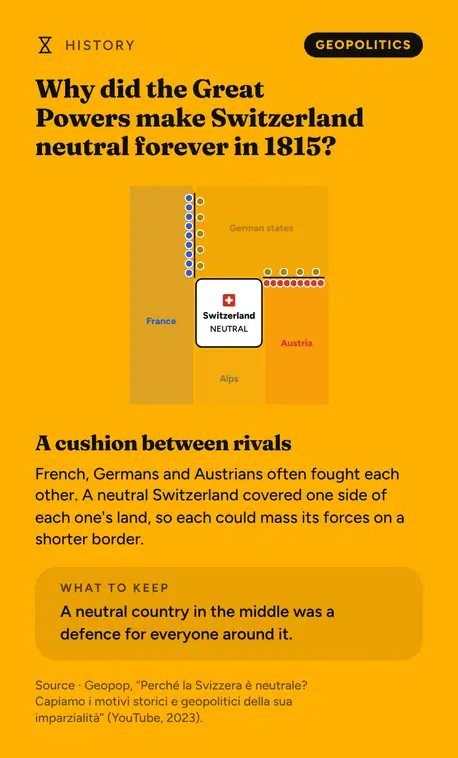 HISTORY
GEOPOLITICS
Why did the Great
Powers make Switzerland
neutral forever in 1815?
German states
Switzerland
NEUTRAL
France
Austria
Alps
A cushion between rivals
French, Germans and Austrians often fought each
other. A neutral Switzerland covered one side of
each one's land, so each could mass its forces on a
shorter border.
WHAT TO KEEP
A neutral country in the middle was a
defence for everyone around it.
Source · Geopop, “Perché la Svizzera è neutrale?
Capiamo i motivi storici e geopolitici della sua
imparzialità” (YouTube, 2023).